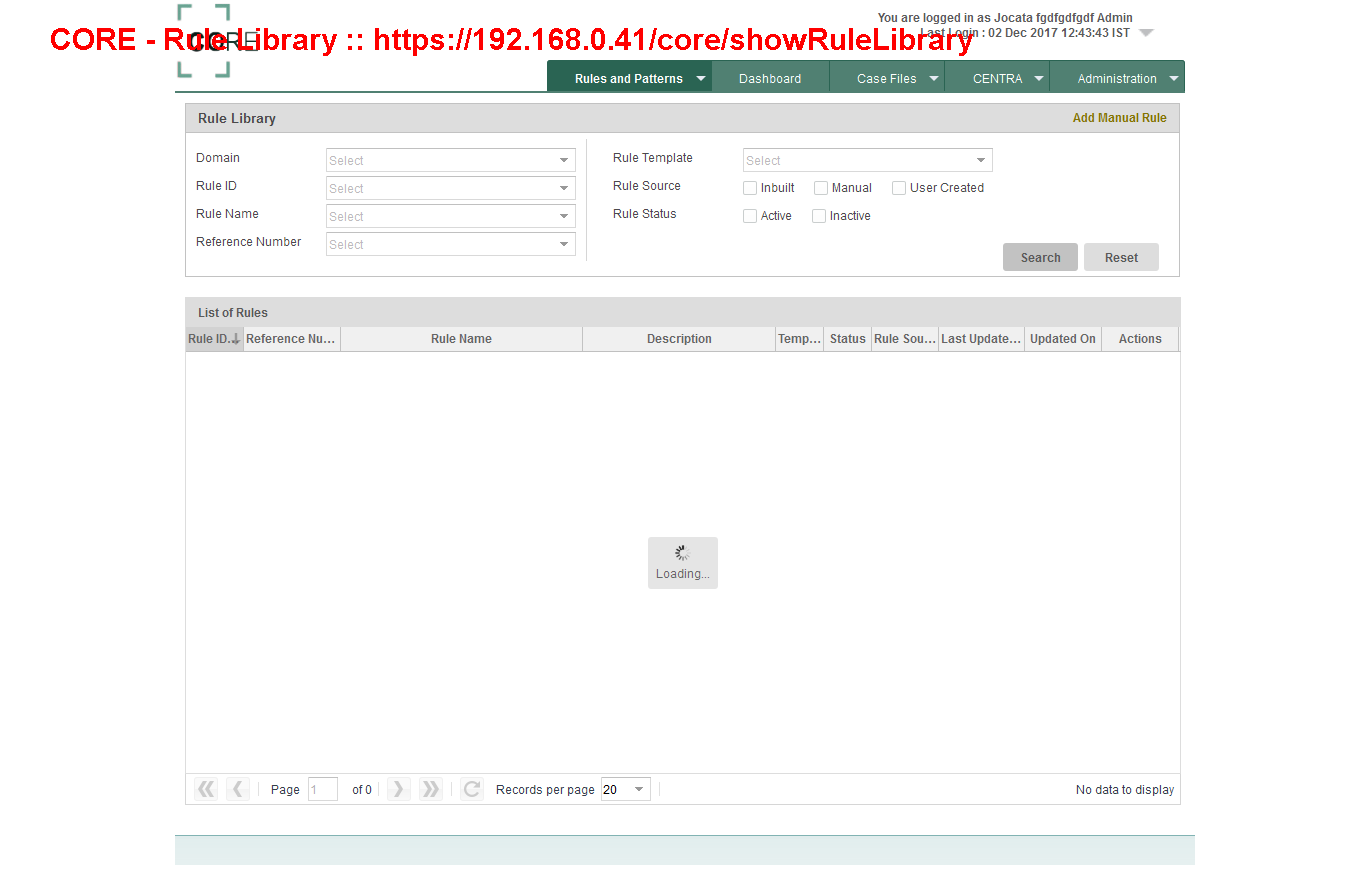 You are logged in as Jocata fgdfgdfgdf Admin
CORE - Rule Library :: https://192.168.0.41/core/showRuleLibrary
CORE
Last Login : 02 Dec 2017 12:43:43 IST
Rules and Patterns Dashboard Case Files CENTRA Administration
Rule Library Add Manual Rule
Domain Select Rule Template Select
Rule ID Select Rule Source Inbuilt Manual User Created
Rule Name Select Rule Status Active Inactive
Reference Number Select
Search Reset
List of Rules
Rule ID. Reference Nu... Rule Name Description Temp... Status Rule Sou... Last Update... Updated On Actions
Loading...
Page 1 of 0 Records per page 20 No data to display